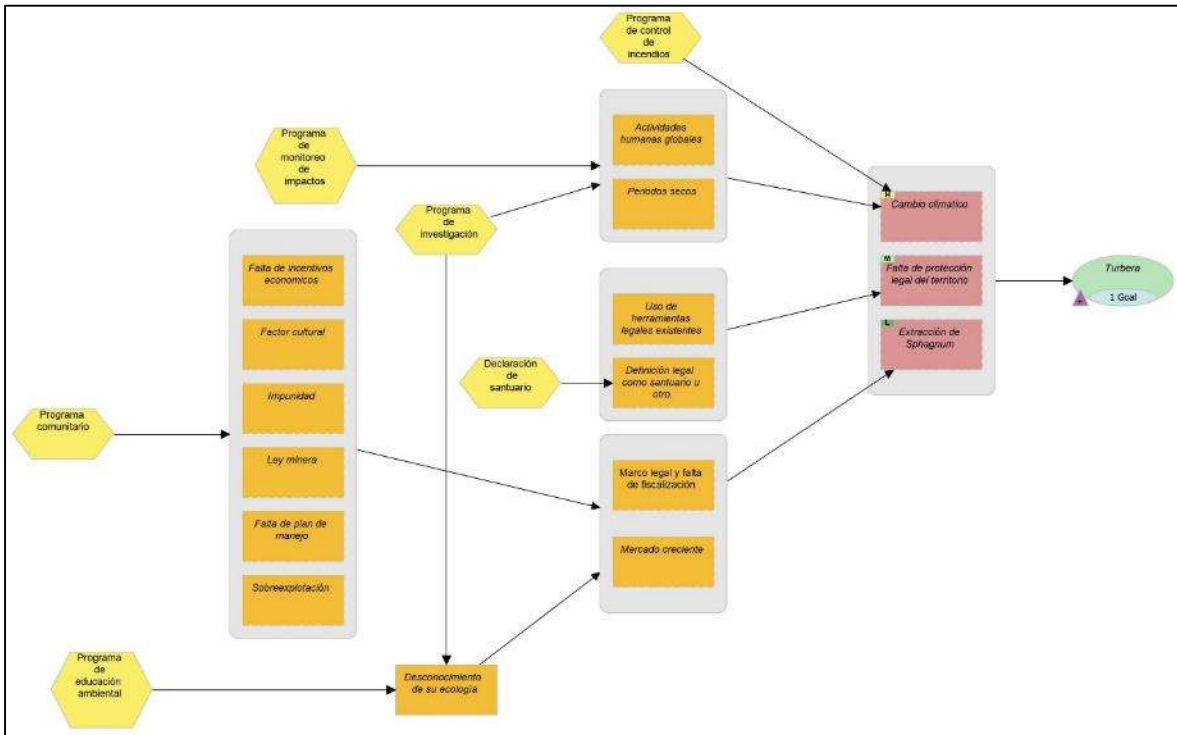 Programa
de control
de
incendios
Programa
de
monitoreo
de
impactos
Actividades
humanas globales
Periodos secos
Programa
de
investigación
H
Cambio climatico
M
Falta de protección
legal del territorio
L
Extracción de
Sphagnum
Turbera
+
1 Goal
Falta de incentivos
economicos
Factor cultural
Impunidad
Ley minera
Falta de plan de
manejo
Sobreexplotación
Uso de
herramientas
legales existentes
Definición legal
como santuario u
otro.
Declaración
de
santuario
Programa
comunitario
Marco legal y falta
de fiscalización
Mercado creciente
Programa
de
educación
ambiental
Desconocimiento
de su ecología